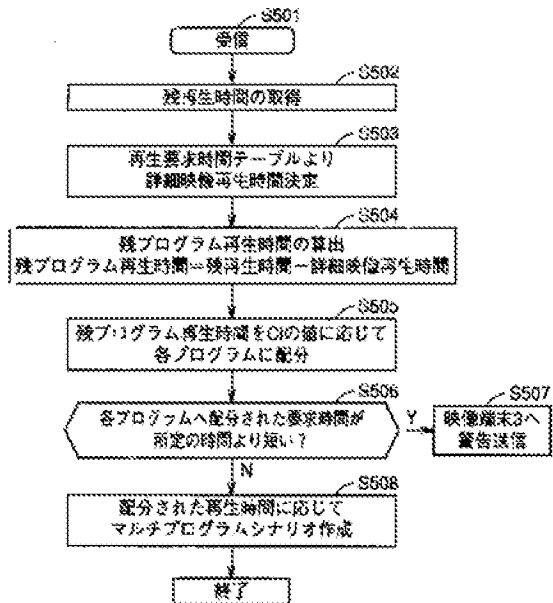 S501
受信
S502
残再生時間の取得
S503
再生要求時間テーブルより
詳細映像再生時間決定
S504
残プログラム再生時間の算出
残プログラム再生時間=残再生時間-詳細映像再生時間
S505
残プログラム再生時間をCiの値に応じて
各プログラムに配分
S506
各プログラムへ配分された要求時間が
所定の時間より短い?
Y
S507
映像端末3へ
警告送信
N
S508
配分された再生時間に応じて
マルチプログラムシナリオ作成
終了